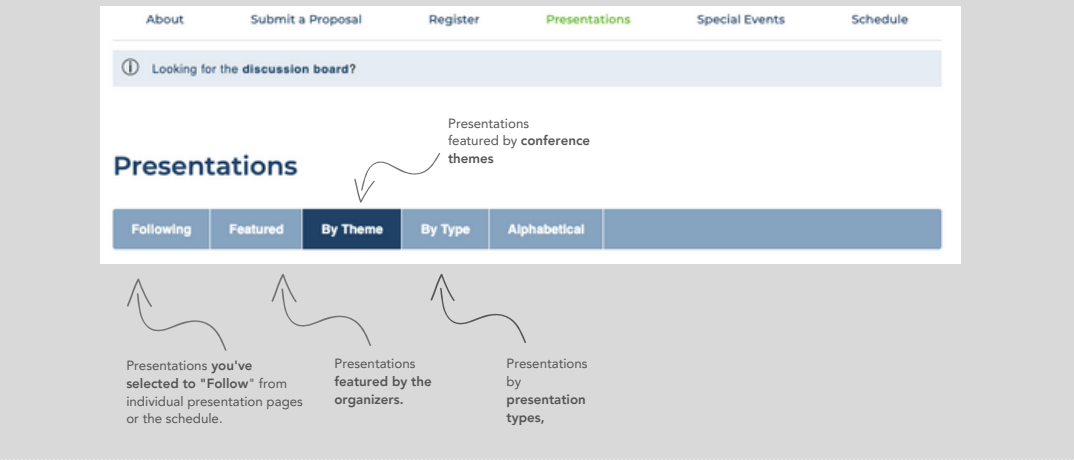 About Submit a Proposal Register Presentations Special Events Schedule
Looking for the discussion board?
Presentations
featured by conference
themes
Presentations
Following Featured By Theme By Type Alphabetical
Presentations you've
selected to "Follow" from
individual presentation pages
or the schedule.
Presentations
featured by the
organizers.
Presentations
by
presentation
types,